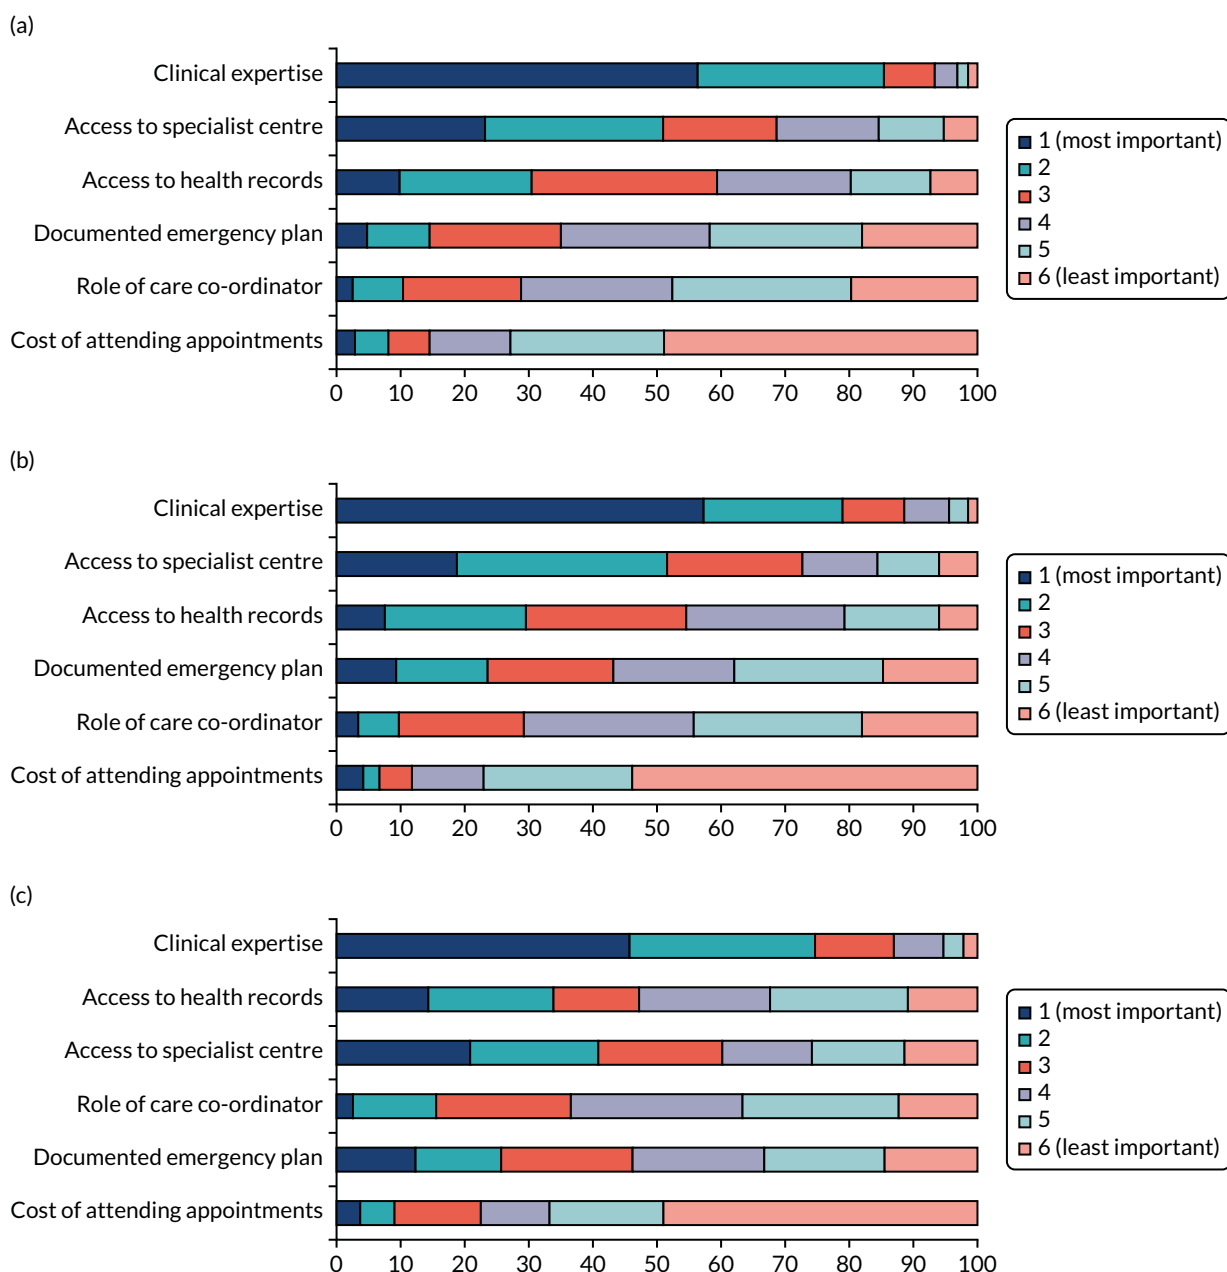 (a)
Clinical expertise
Access to specialist centre
Access to health records
Documented emergency plan
Role of care co-ordinator
Cost of attending appointments
0 10 20 30 40 50 60 70 80 90 100
1 (most important)
2
3
4
5
6 (least important)
(b)
Clinical expertise
Access to specialist centre
Access to health records
Documented emergency plan
Role of care co-ordinator
Cost of attending appointments
0 10 20 30 40 50 60 70 80 90 100
1 (most important)
2
3
4
5
6 (least important)
(c)
Clinical expertise
Access to health records
Access to specialist centre
Role of care co-ordinator
Documented emergency plan
Cost of attending appointments
0 10 20 30 40 50 60 70 80 90 100
1 (most important)
2
3
4
5
6 (least important)